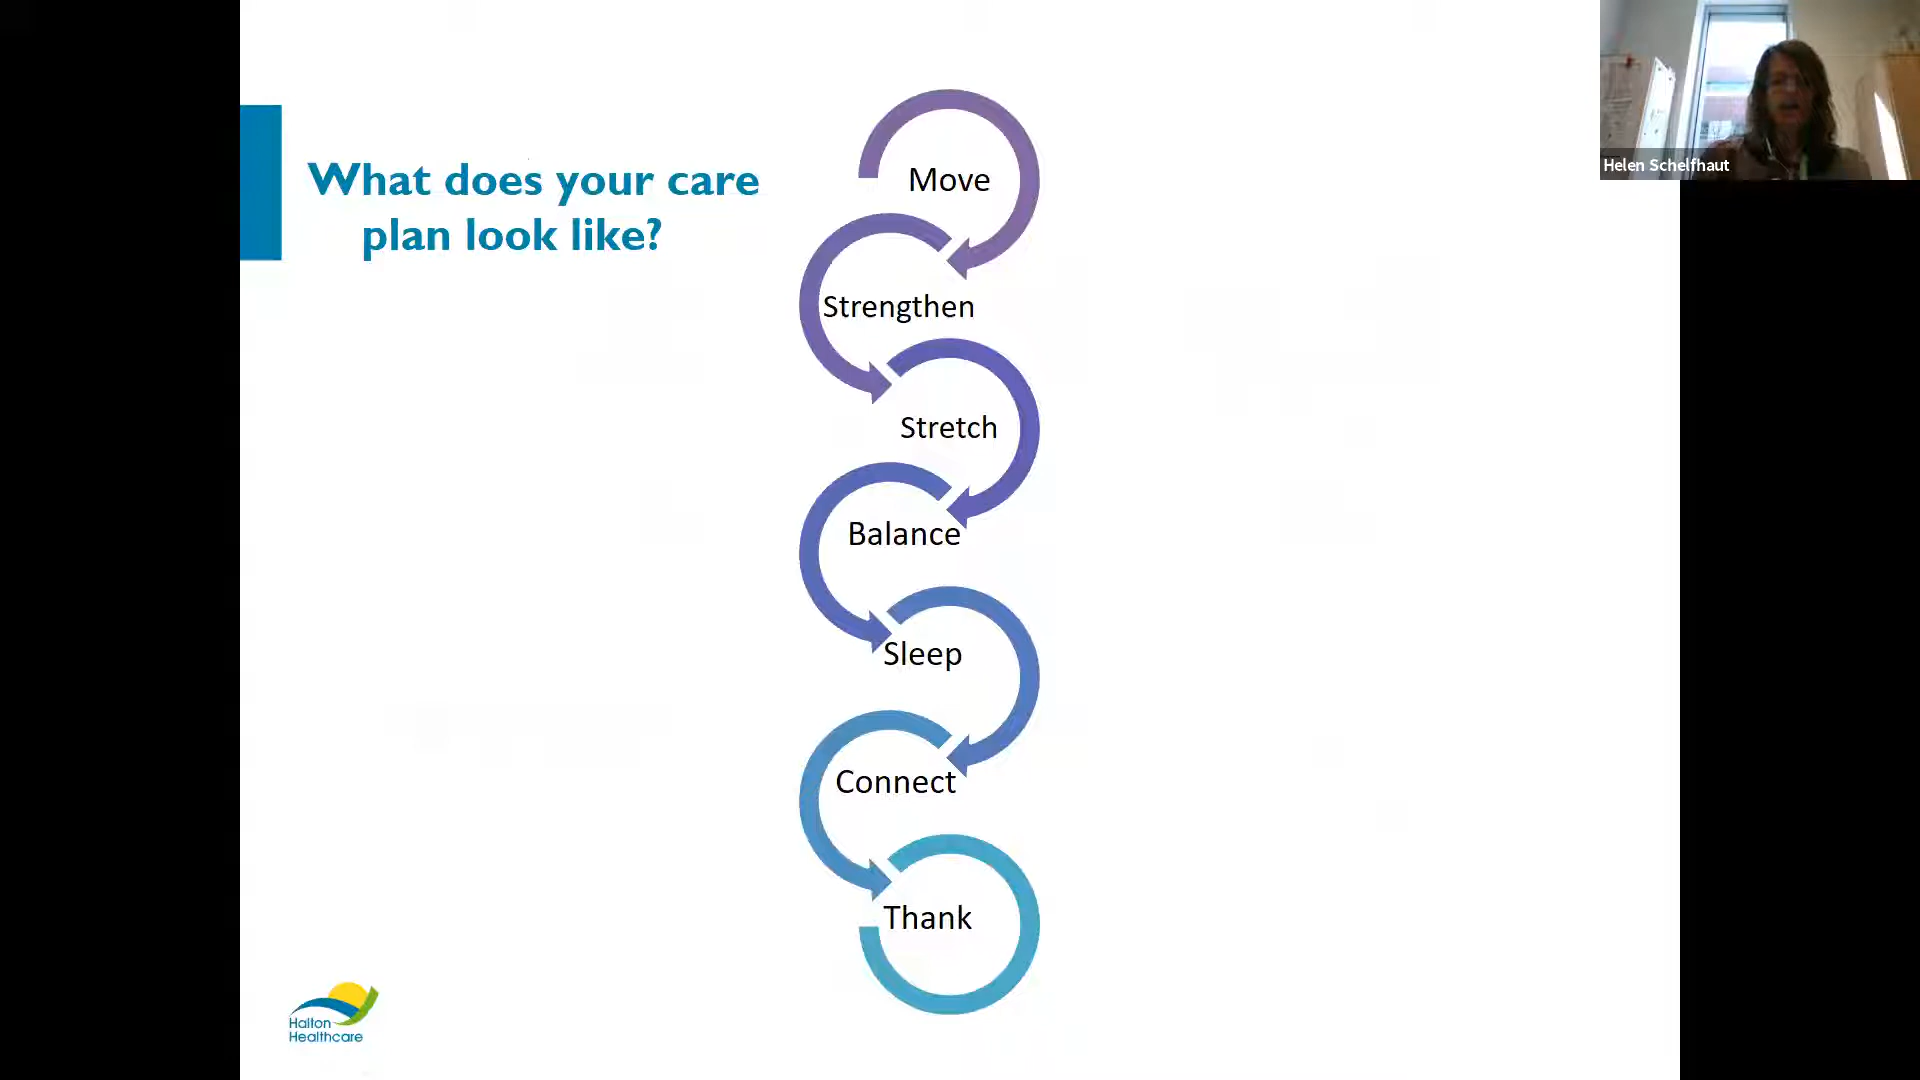 What does your care
plan look like?
Move
Strengthen
Stretch
Balance
Sleep
Connect
Thank
Halton
Healthcare
Helen Schelfhaut